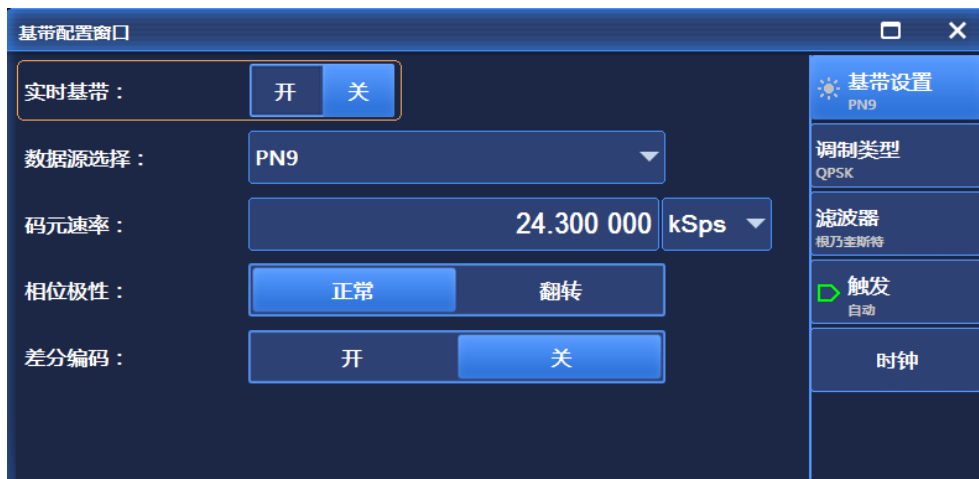 基带配置窗口
实时基带： 开 关
数据源选择： PN9
码元速率： 24.300 000 kSps
相位极性： 正常 翻转
差分编码： 开 关
基带设置
PN9
调制类型
QPSK
滤波器
根乃奎斯特
触发
自动
时钟